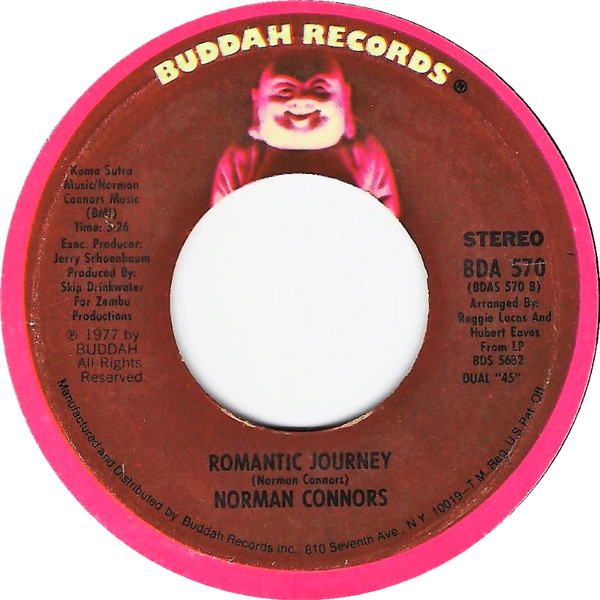 BUDDAH RECORDS®
Kama Sutra
Music/Norman
Connors Music
(BMI)
Time: 5:26
Exec. Producer:
Jerry Schoenbaum
Produced By:
Skip Drinkwater
For Zembu
Productions
℗ 1977 by
BUDDAH
All Rights
Reserved.
STEREO
BDA 570
(BDAS 570 B)
Arranged By:
Reggie Lucas And
Hubert Eaves
From LP
BDS 5682
DUAL "45"
ROMANTIC JOURNEY
(Norman Connors)
NORMAN CONNORS
Manufactured and Distributed by Buddah Records Inc., 810 Seventh Ave., N.Y. 10019-T.M. Reg. U.S. Pat. Off.